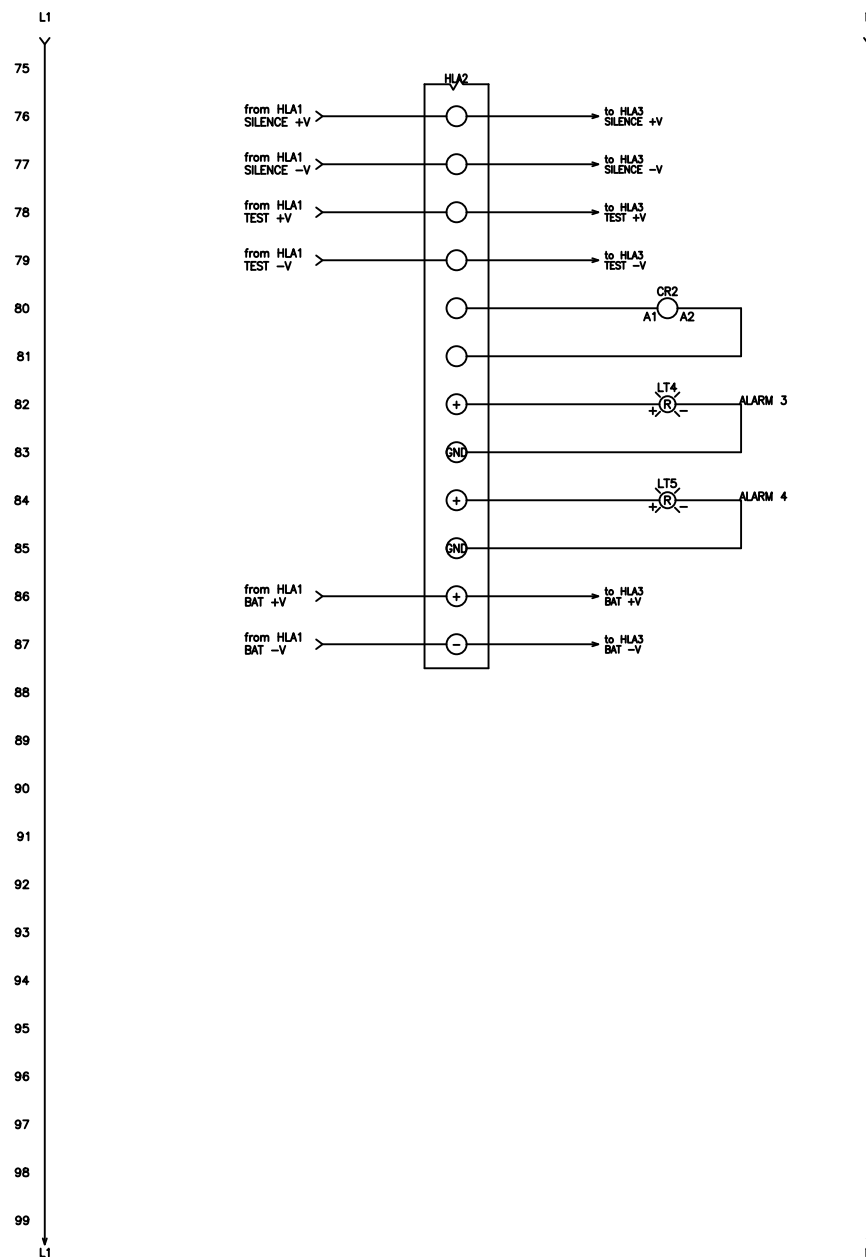 L1
75
HLA2
76
from HLA1
SILENCE +V
to HLA3
SILENCE +V
77
from HLA1
SILENCE −V
to HLA3
SILENCE −V
78
from HLA1
TEST +V
to HLA3
TEST +V
79
from HLA1
TEST −V
to HLA3
TEST −V
80
CR2
A1 A2
81
82
+
LT4
R
+ −
ALARM 3
83
GND
84
+
LT5
R
+ −
ALARM 4
85
GND
86
from HLA1
BAT +V
+
to HLA3
BAT +V
87
from HLA1
BAT −V
−
to HLA3
BAT −V
88
89
90
91
92
93
94
95
96
97
98
99
L1